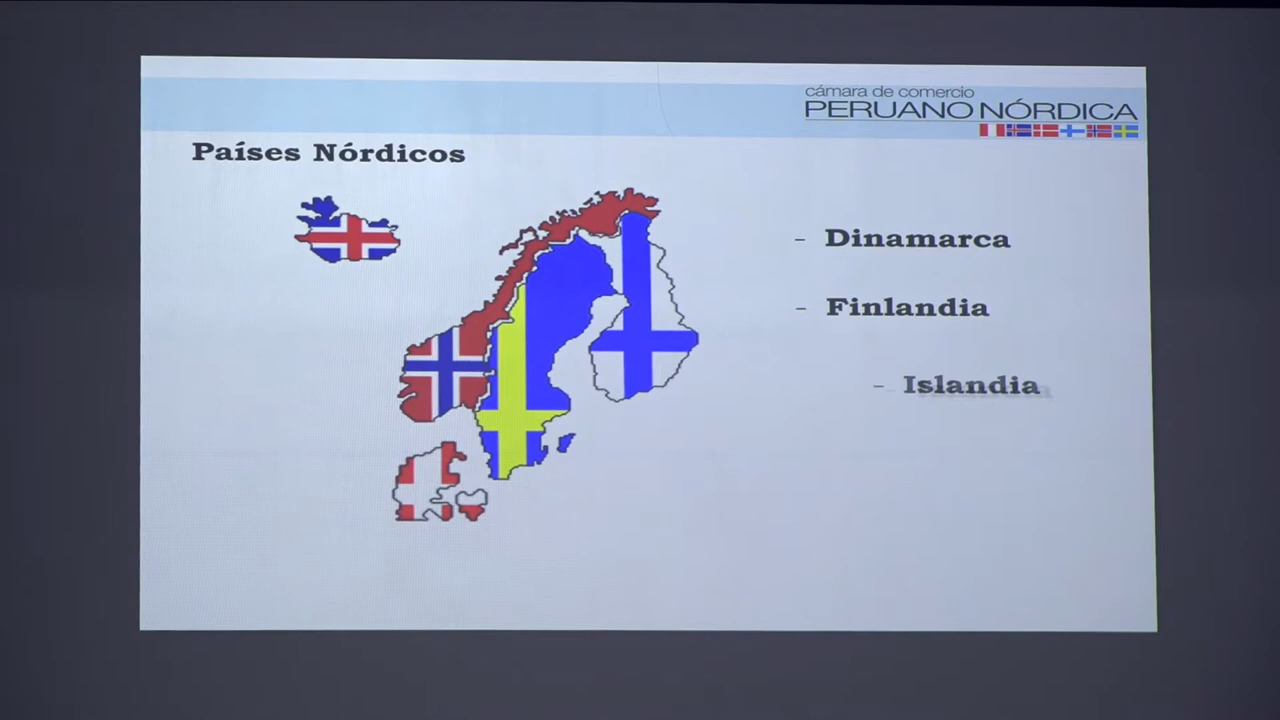 cámara de comercio
PERUANO NÓRDICA
Países Nórdicos
- Dinamarca
- Finlandia
- Islandia